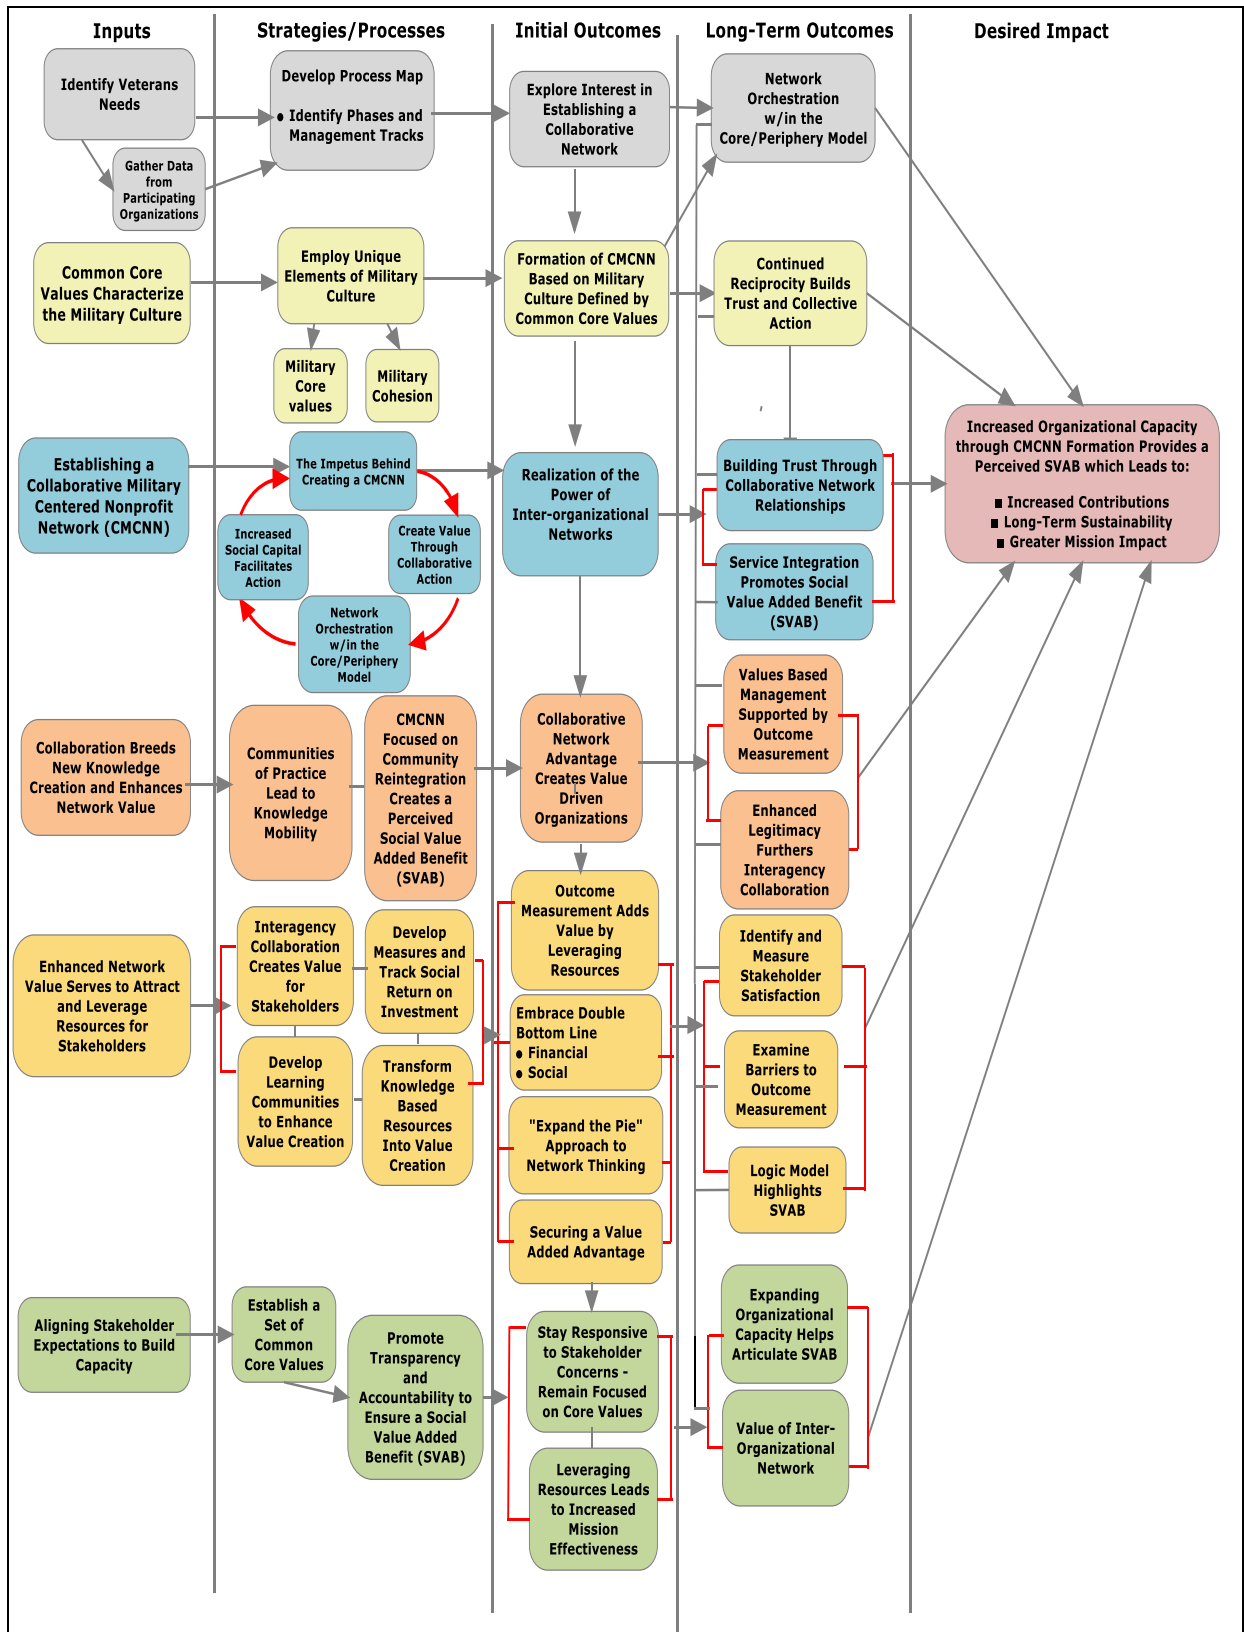 Inputs
Strategies/Processes
Initial Outcomes
Long-Term Outcomes
Desired Impact
Identify Veterans
Needs
Gather Data
from
Participating
Organizations
Develop Process Map
● Identify Phases and
Management Tracks
Explore Interest in
Establishing a
Collaborative
Network
Network
Orchestration
w/in the
Core/Periphery Model
Common Core
Values Characterize
the Military Culture
Employ Unique
Elements of Military
Culture
Military
Core
values
Military
Cohesion
Formation of CMCNN
Based on Military
Culture Defined by
Common Core Values
Continued
Reciprocity Builds
Trust and Collective
Action
Increased Organizational Capacity
through CMCNN Formation Provides a
Perceived SVAB which Leads to:
■ Increased Contributions
■ Long-Term Sustainability
■ Greater Mission Impact
Establishing a
Collaborative Military
Centered Nonprofit
Network (CMCNN)
The Impetus Behind
Creating a CMCNN
Increased
Social Capital
Facilitates
Action
Create Value
Through
Collaborative
Action
Network
Orchestration
w/in the
Core/Periphery
Model
Realization of the
Power of
Inter-organizational
Networks
Building Trust Through
Collaborative Network
Relationships
Service Integration
Promotes Social
Value Added Benefit
(SVAB)
Collaboration Breeds
New Knowledge
Creation and Enhances
Network Value
Communities
of Practice
Lead to
Knowledge
Mobility
CMCNN
Focused on
Community
Reintegration
Creates a
Perceived
Social Value
Added Benefit
(SVAB)
Collaborative
Network
Advantage
Creates Value
Driven
Organizations
Values Based
Management
Supported by
Outcome
Measurement
Enhanced
Legitimacy
Furthers
Interagency
Collaboration
Enhanced Network
Value Serves to Attract
and Leverage
Resources for
Stakeholders
Interagency
Collaboration
Creates Value
for
Stakeholders
Develop
Measures and
Track Social
Return on
Investment
Develop
Learning
Communities
to Enhance
Value Creation
Transform
Knowledge
Based
Resources
Into Value
Creation
Outcome
Measurement Adds
Value by
Leveraging
Resources
Embrace Double
Bottom Line
● Financial
● Social
"Expand the Pie"
Approach to
Network Thinking
Securing a Value
Added Advantage
Identify and
Measure
Stakeholder
Satisfaction
Examine
Barriers to
Outcome
Measurement
Logic Model
Highlights
SVAB
Aligning Stakeholder
Expectations to Build
Capacity
Establish a
Set of
Common
Core Values
Promote
Transparency
and
Accountability to
Ensure a Social
Value Added
Benefit (SVAB)
Stay Responsive
to Stakeholder
Concerns -
Remain Focused
on Core Values
Leveraging
Resources Leads
to Increased
Mission
Effectiveness
Expanding
Organizational
Capacity Helps
Articulate SVAB
Value of Inter-
Organizational
Network